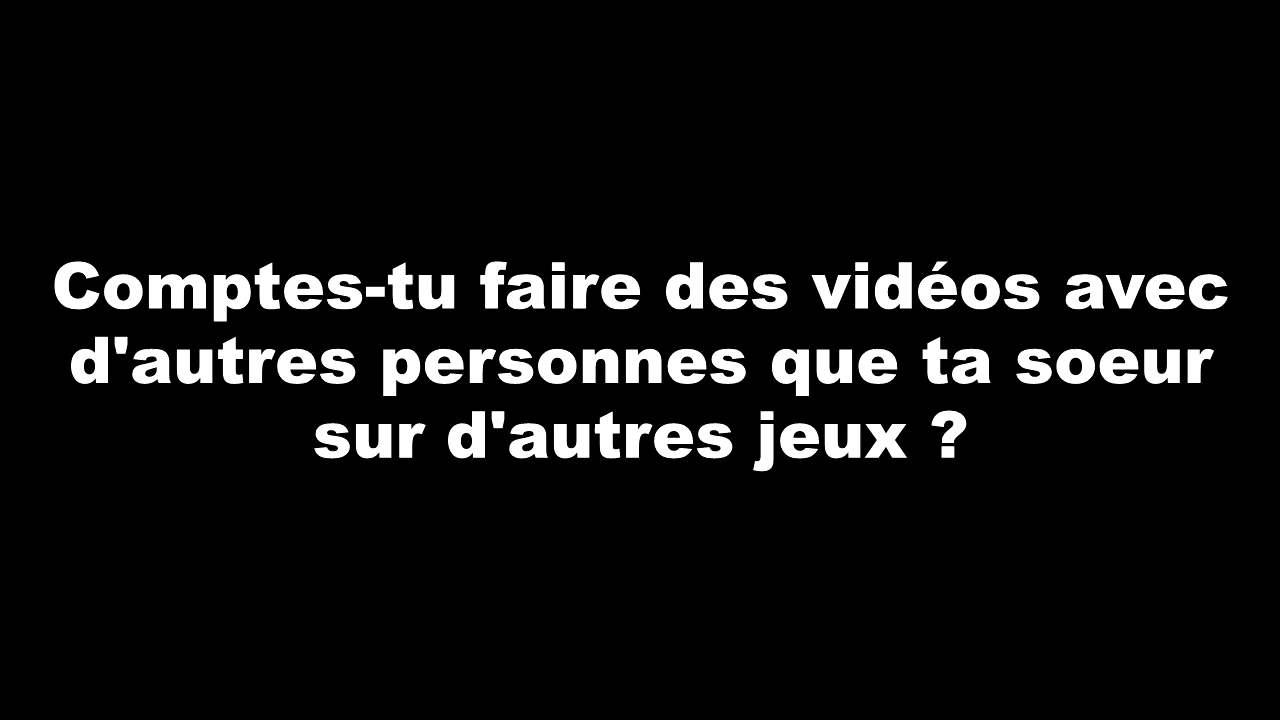 Comptes-tu faire des vidéos avec
d'autres personnes que ta soeur
sur d'autres jeux ?